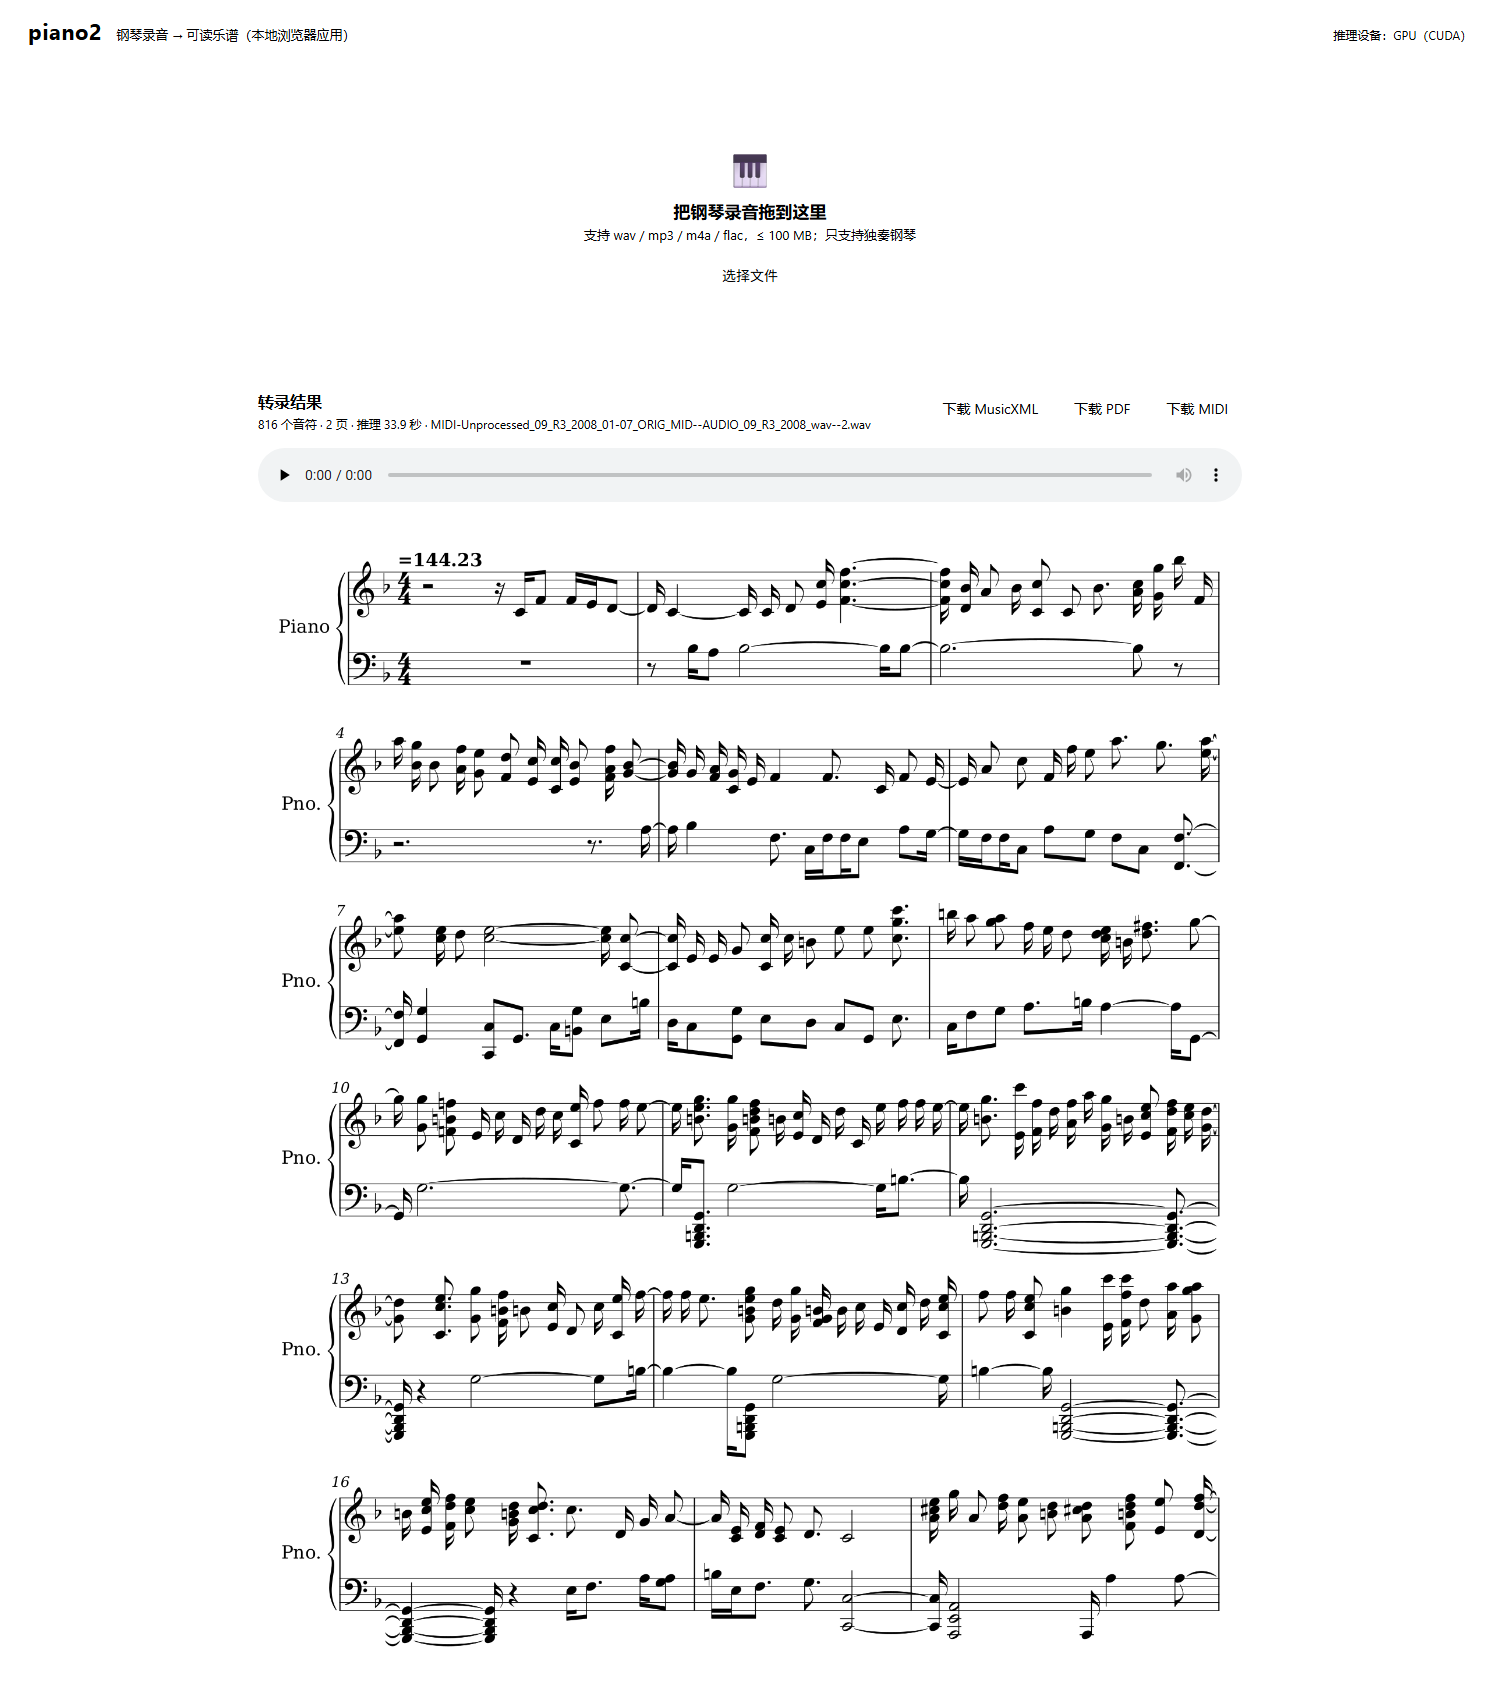 piano2 钢琴录音 → 可读乐谱（本地浏览器应用） 推理设备：GPU（CUDA）
把钢琴录音拖到这里
支持 wav / mp3 / m4a / flac，≤ 100 MB；只支持独奏钢琴
选择文件
转录结果
816 个音符 · 2 页 · 推理 33.9 秒 · MIDI-Unprocessed_09_R3_2008_01-07_ORIG_MID--AUDIO_09_R3_2008_wav--2.wav
下载 MusicXML 下载 PDF 下载 MIDI
0:00 / 0:00
=144.23
Piano
4
Pno.
7
Pno.
10
Pno.
13
Pno.
16
Pno.